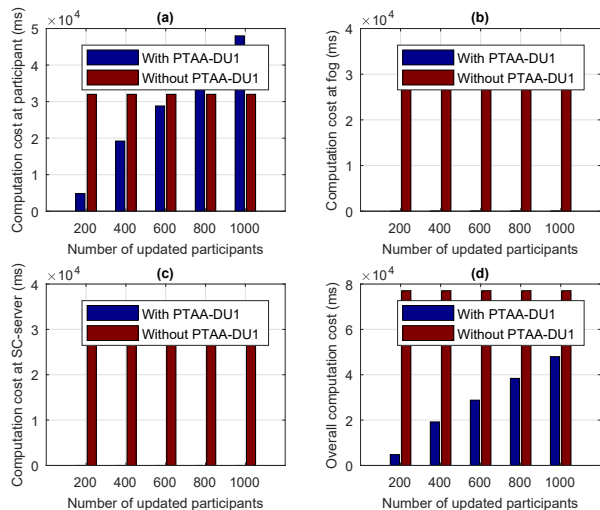 (a)
×10⁴
5
4
3
2
1
0
Computation cost at participant (ms)
With PTAA-DU1
Without PTAA-DU1
200 400 600 800 1000
Number of updated participants
(b)
×10⁴
4
3
2
1
0
Computation cost at fog (ms)
With PTAA-DU1
Without PTAA-DU1
200 400 600 800 1000
Number of updated participants
(c)
×10⁴
4
3
2
1
0
Computation cost at SC-server (ms)
With PTAA-DU1
Without PTAA-DU1
200 400 600 800 1000
Number of updated participants
(d)
×10⁴
8
6
4
2
0
Overall computation cost (ms)
With PTAA-DU1
Without PTAA-DU1
200 400 600 800 1000
Number of updated participants